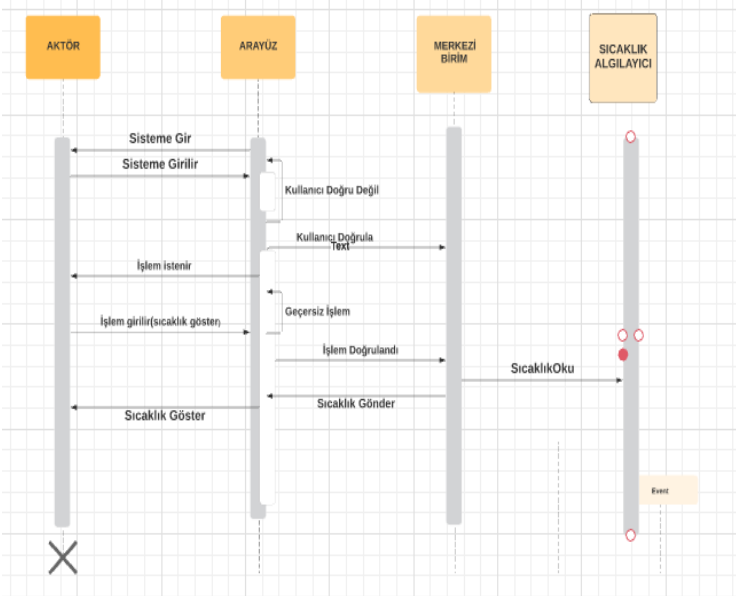 AKTÖR
ARAYÜZ
MERKEZİ
BİRİM
SICAKLIK
ALGILAYICI
Sisteme Gir
Sisteme Girilir
Kullanıcı Doğru Değil
Kullanıcı Doğrula
Text
İşlem istenir
Geçersiz İşlem
İşlem girilir(sıcaklık göster)
İşlem Doğrulandı
SıcaklıkOku
Sıcaklık Gönder
Sıcaklık Göster
Event